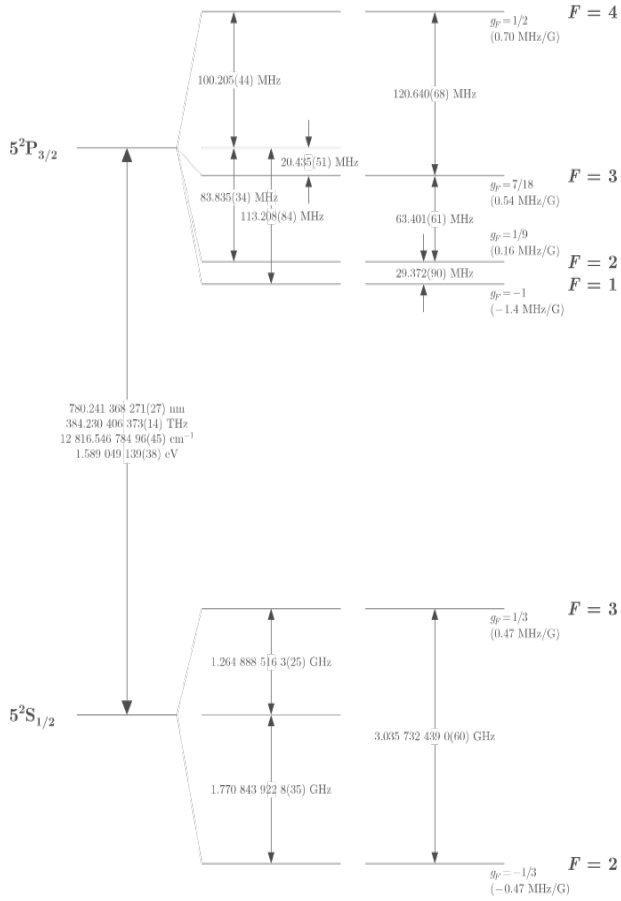 F = 4
g_F = 1/2
(0.70 MHz/G)
100.205(44) MHz
120.640(68) MHz
5²P₃/₂
20.435(51) MHz
F = 3
g_F = 7/18
(0.54 MHz/G)
83.835(34) MHz
113.208(84) MHz
63.401(61) MHz
g_F = 1/9
(0.16 MHz/G)
F = 2
29.372(90) MHz
F = 1
g_F = −1
(−1.4 MHz/G)
780.241 368 271(27) nm
384.230 406 373(14) THz
12 816.546 784 96(45) cm⁻¹
1.589 049 139(38) eV
F = 3
g_F = 1/3
(0.47 MHz/G)
1.264 888 516 3(25) GHz
5²S₁/₂
3.035 732 439 0(60) GHz
1.770 843 922 8(35) GHz
F = 2
g_F = −1/3
(−0.47 MHz/G)